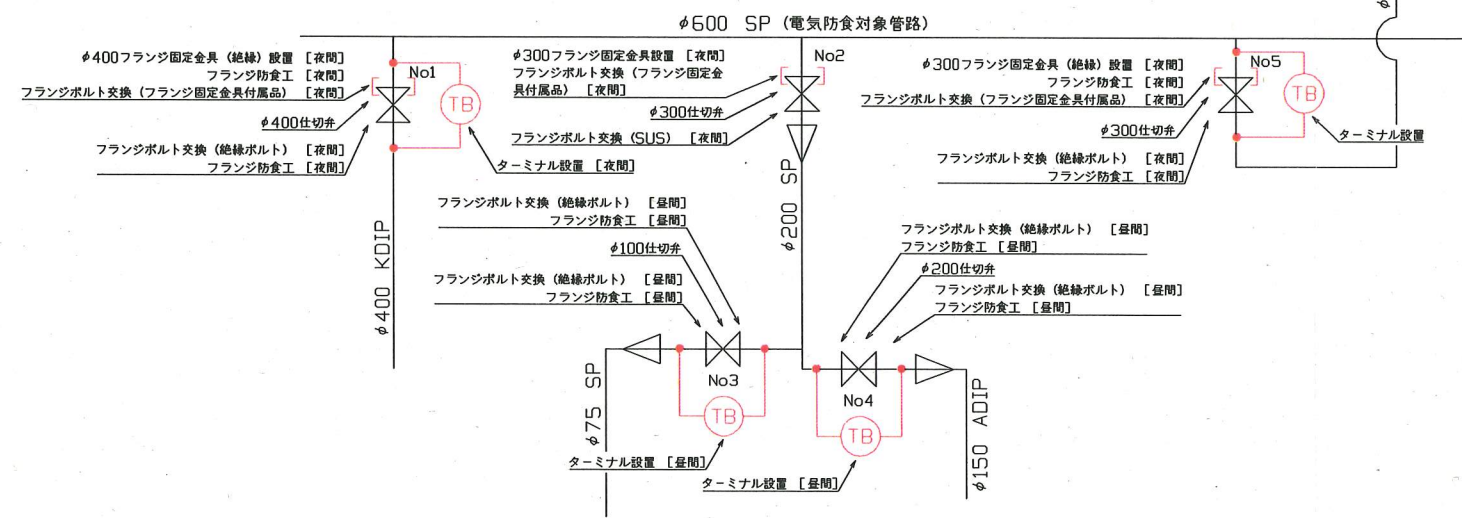 φ600 SP (電気防食対象管路)
φ
φ400フランジ固定金具 (絶縁) 設置 [夜間]
フランジ防食工 [夜間]
フランジボルト交換 (フランジ固定金具付属品) [夜間]
No1
TB
φ400仕切弁
フランジボルト交換 (絶縁ボルト) [夜間]
フランジ防食工 [夜間]
ターミナル設置 [夜間]
φ400 KDIP
φ300フランジ固定金具設置 [夜間]
フランジボルト交換 (フランジ固定金
具付属品) [夜間]
No2
φ300仕切弁
フランジボルト交換 (SUS) [夜間]
φ200 SP
φ300フランジ固定金具 (絶縁) 設置 [夜間]
フランジ防食工 [夜間]
フランジボルト交換 (フランジ固定金具付属品) [夜間]
No5
TB
φ300仕切弁
ターミナル設置
フランジボルト交換 (絶縁ボルト) [夜間]
フランジ防食工 [夜間]
フランジボルト交換 (絶縁ボルト) [昼間]
フランジ防食工 [昼間]
φ100仕切弁
フランジボルト交換 (絶縁ボルト) [昼間]
フランジ防食工 [昼間]
No3
TB
φ75 SP
ターミナル設置 [昼間]
フランジボルト交換 (絶縁ボルト) [昼間]
フランジ防食工 [昼間]
φ200仕切弁
フランジボルト交換 (絶縁ボルト) [昼間]
フランジ防食工 [昼間]
No4
TB
φ150 ADIP
ターミナル設置 [昼間]